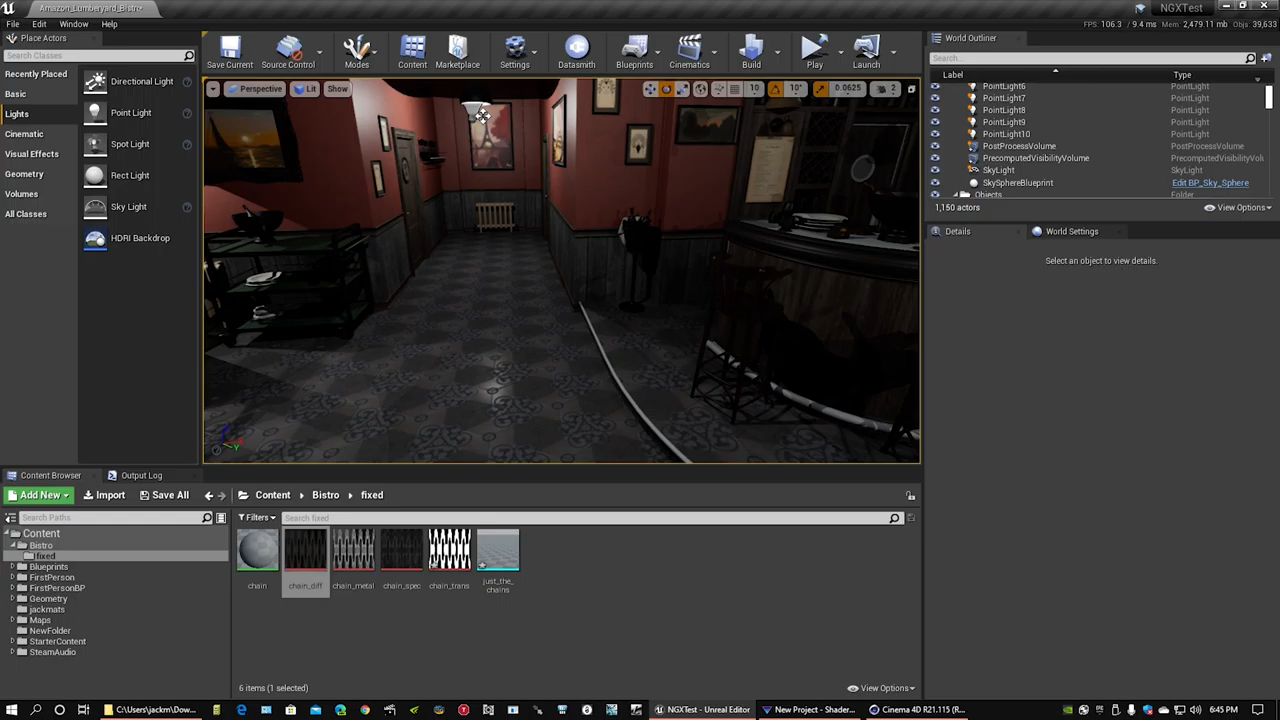 Amazon_Lumberyard_Bistro•
NGXTest
File Edit Window Help
FPS: 106.3 / 9.4 ms Mem: 2,479.11 mb Objs: 39,633
Place Actors
Search Classes
Recently Placed
Basic
Lights
Cinematic
Visual Effects
Geometry
Volumes
All Classes
Directional Light
Point Light
Spot Light
Rect Light
Sky Light
HDRI Backdrop
Save Current Source Control Modes Content Marketplace Settings Datasmith Blueprints Cinematics Build Play Launch
Perspective Lit Show 10 10° 0.0625 2
World Outliner
Search...
Label Type
PointLight6 PointLight
PointLight7 PointLight
PointLight8 PointLight
PointLight9 PointLight
PointLight10 PointLight
PostProcessVolume PostProcessVolume
PrecomputedVisibilityVolume PrecomputedVisibilityVol
SkyLight SkyLight
SkySphereBlueprint Edit BP_Sky_Sphere
Objects Folder
1,150 actors View Options
Details World Settings
Select an object to view details.
Content Browser Output Log
Add New Import Save All Content Bistro fixed
Search Paths
Filters Search fixed
Content
Bistro
fixed
Blueprints
FirstPerson
FirstPersonBP
Geometry
jackmats
Maps
NewFolder
StarterContent
SteamAudio
chain chain_diff chain_metal chain_spec chain_trans just_the_
chains
6 items (1 selected) View Options
C:\Users\jackm\Dow... NGXTest - Unreal Editor New Project - Shader... Cinema 4D R21.115 (R... 6:45 PM